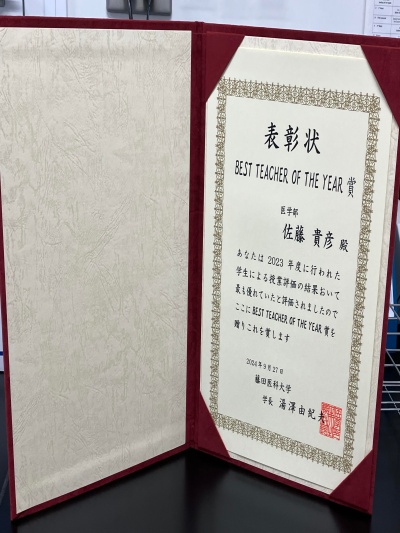 表彰状
BEST TEACHER OF THE YEAR 賞
医学部
佐藤 貴彦 殿
あなたは 2023 年度に行われた
学生による授業評価の結果おいて
最も優れていたと評価されましたので
ここに BEST TEACHER OF THE YEAR 賞を
贈りこれを賞します
2024年9月27日
藤田医科大学
学長 湯澤由紀夫